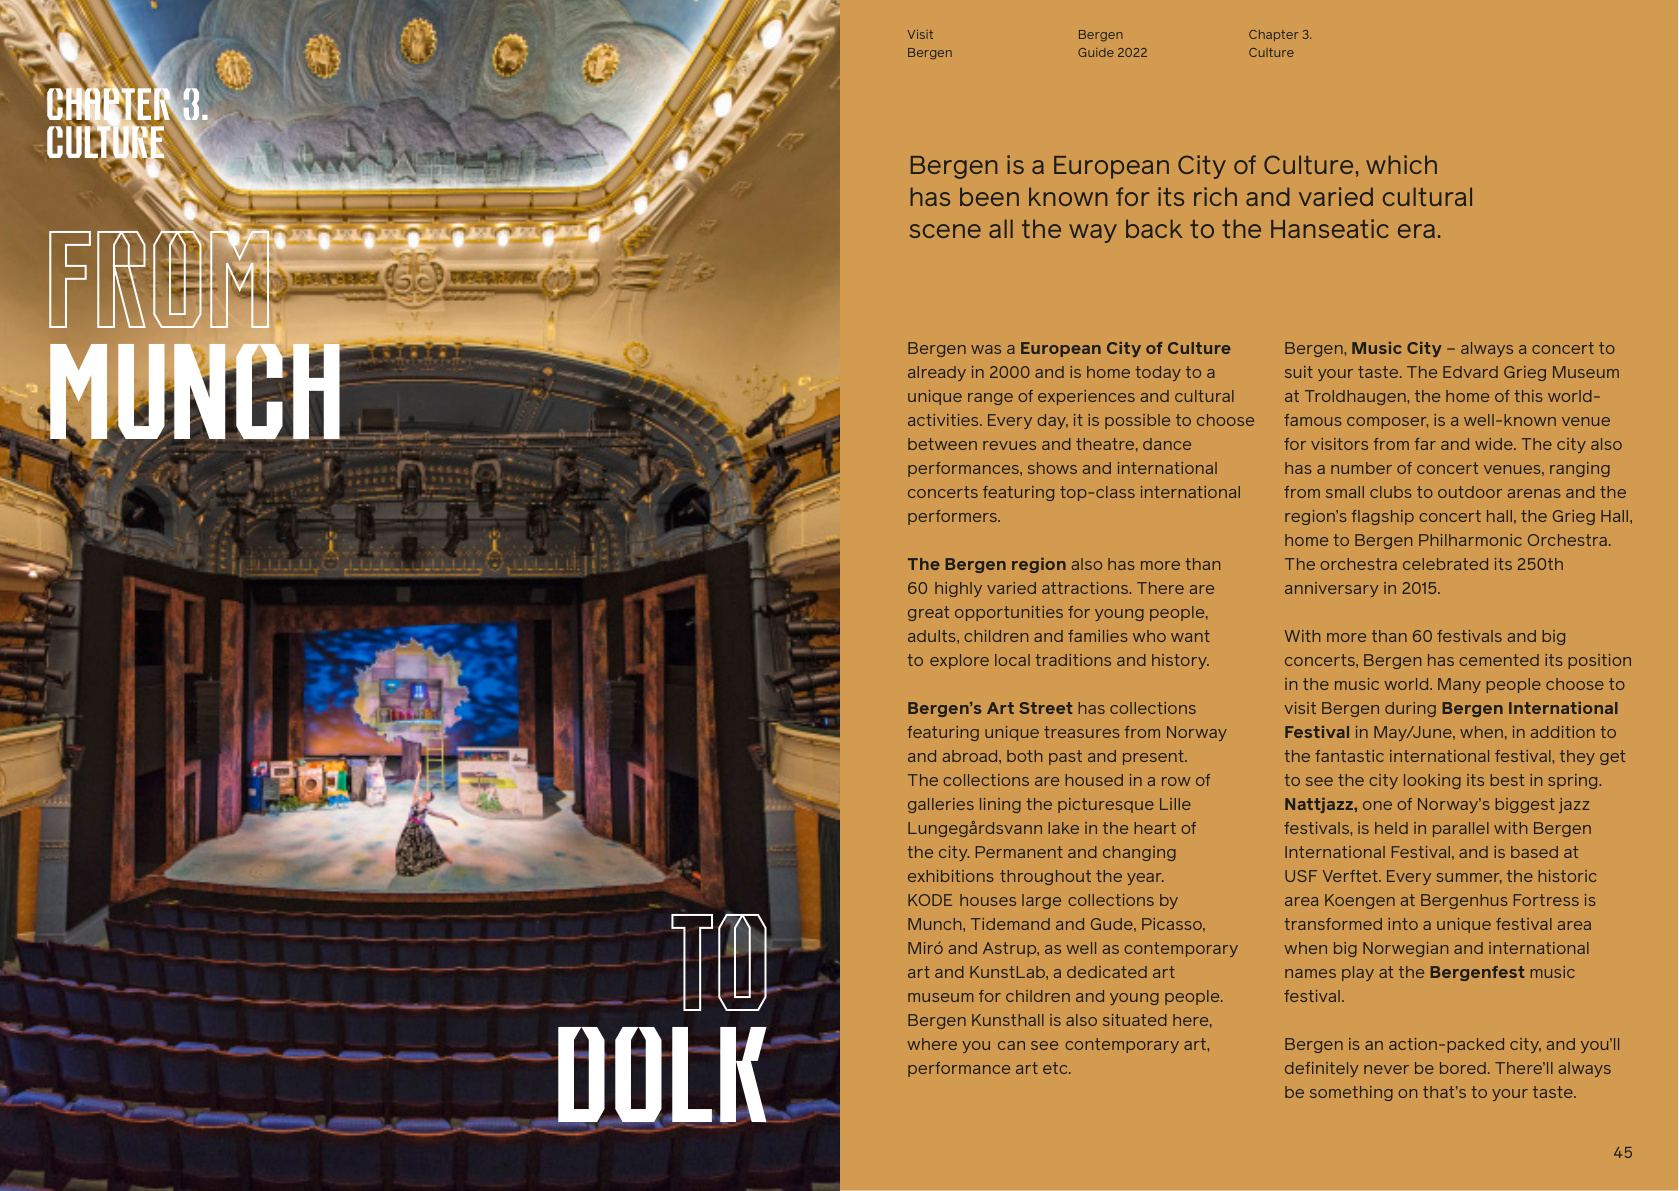 CHAPTER 3.
CULTURE
FROM
MUNCH
TO
DOLK
Visit
Bergen
Bergen
Guide 2022
Chapter 3.
Culture
Bergen is a European City of Culture, which
has been known for its rich and varied cultural
scene all the way back to the Hanseatic era.
Bergen was a European City of Culture
already in 2000 and is home today to a
unique range of experiences and cultural
activities. Every day, it is possible to choose
between revues and theatre, dance
performances, shows and international
concerts featuring top-class international
performers.
The Bergen region also has more than
60 highly varied attractions. There are
great opportunities for young people,
adults, children and families who want
to explore local traditions and history.
Bergen's Art Street has collections
featuring unique treasures from Norway
and abroad, both past and present.
The collections are housed in a row of
galleries lining the picturesque Lille
Lungegårdsvann lake in the heart of
the city. Permanent and changing
exhibitions throughout the year.
KODE houses large collections by
Munch, Tidemand and Gude, Picasso,
Miró and Astrup, as well as contemporary
art and KunstLab, a dedicated art
museum for children and young people.
Bergen Kunsthall is also situated here,
where you can see contemporary art,
performance art etc.
Bergen, Music City – always a concert to
suit your taste. The Edvard Grieg Museum
at Troldhaugen, the home of this world-
famous composer, is a well-known venue
for visitors from far and wide. The city also
has a number of concert venues, ranging
from small clubs to outdoor arenas and the
region's flagship concert hall, the Grieg Hall,
home to Bergen Philharmonic Orchestra.
The orchestra celebrated its 250th
anniversary in 2015.
With more than 60 festivals and big
concerts, Bergen has cemented its position
in the music world. Many people choose to
visit Bergen during Bergen International
Festival in May/June, when, in addition to
the fantastic international festival, they get
to see the city looking its best in spring.
Nattjazz, one of Norway's biggest jazz
festivals, is held in parallel with Bergen
International Festival, and is based at
USF Verftet. Every summer, the historic
area Koengen at Bergenhus Fortress is
transformed into a unique festival area
when big Norwegian and international
names play at the Bergenfest music
festival.
Bergen is an action-packed city, and you'll
definitely never be bored. There'll always
be something on that's to your taste.
45